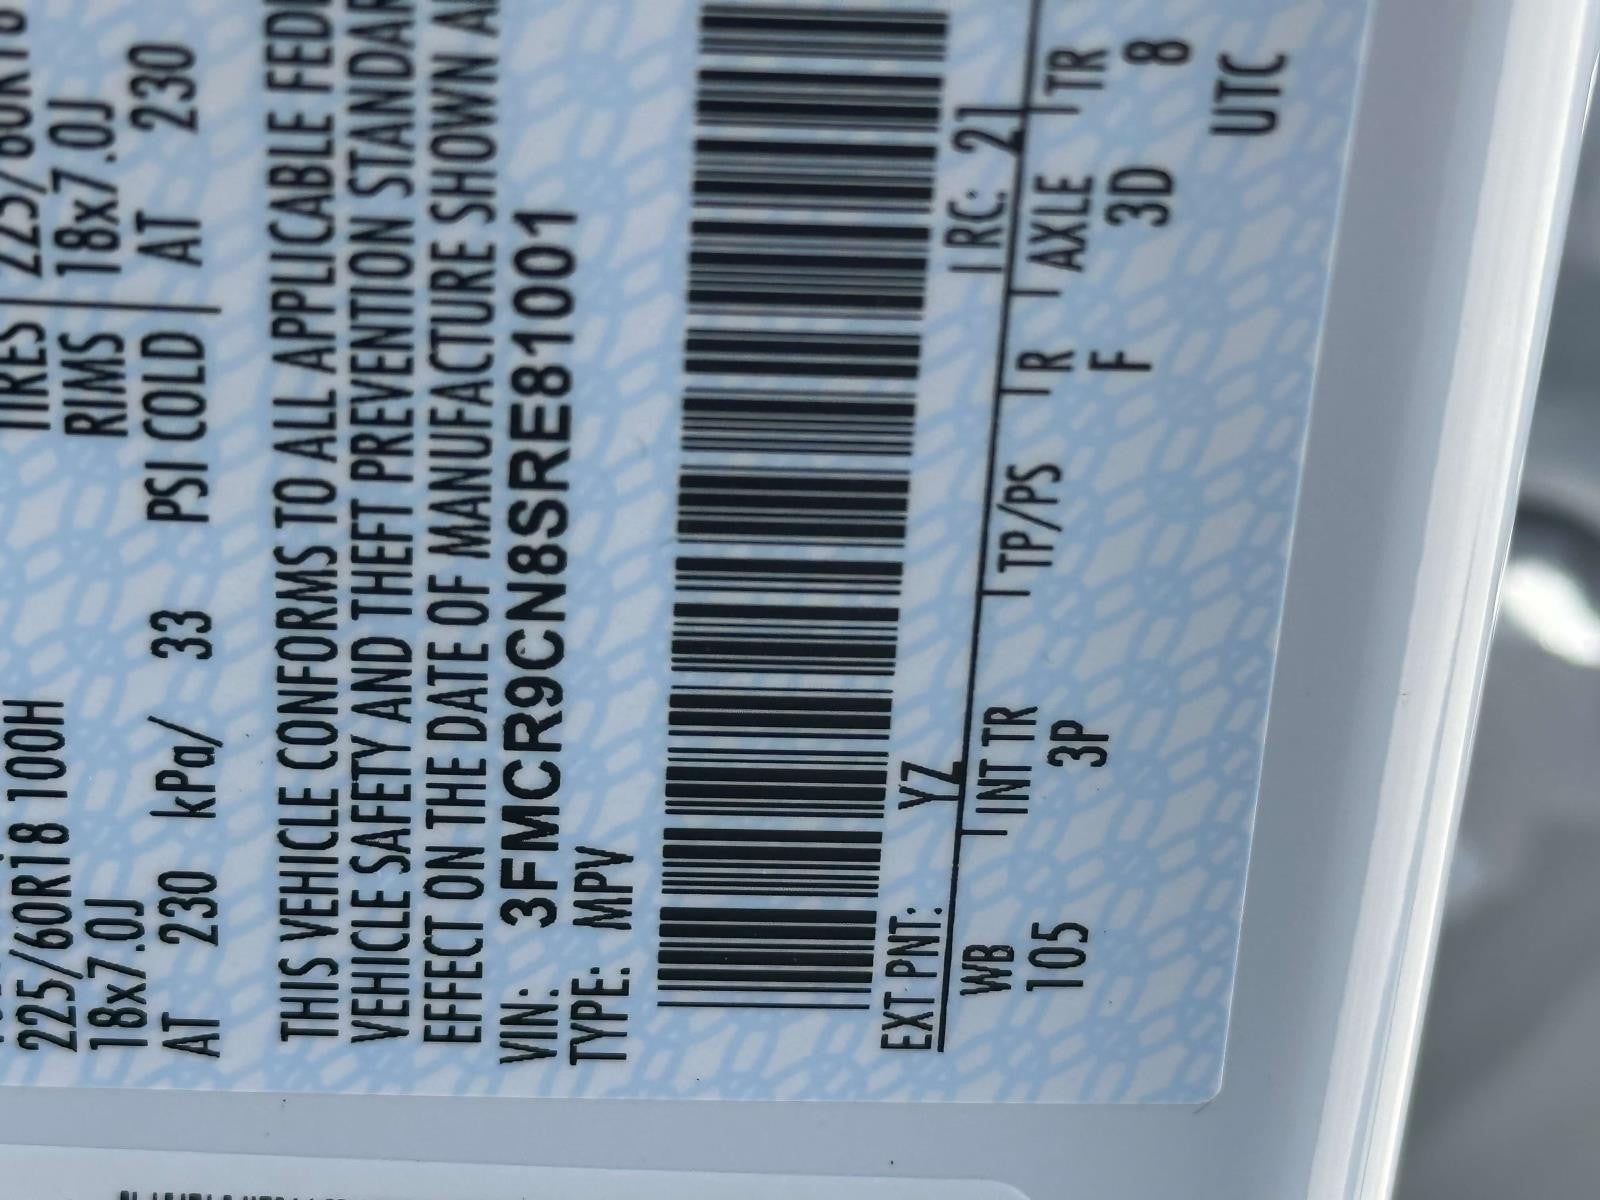 225/60R18 100H
18x7.0J
AT 230 kPa/ 33 PSI COLD
TIRES 225/60R18
RIMS 18x7.0J
AT 230
THIS VEHICLE CONFORMS TO ALL APPLICABLE
VEHICLE SAFETY AND THEFT PREVENTION
EFFECT ON THE DATE OF MANUFACTURE SHOWN
VIN: 3FMCR9CN8SRE81001
TYPE: MPV
EXT PNT: YZ RC: 21
WB INT TR TP/PS R AXLE TR
105 3P F 3D 8
UTC